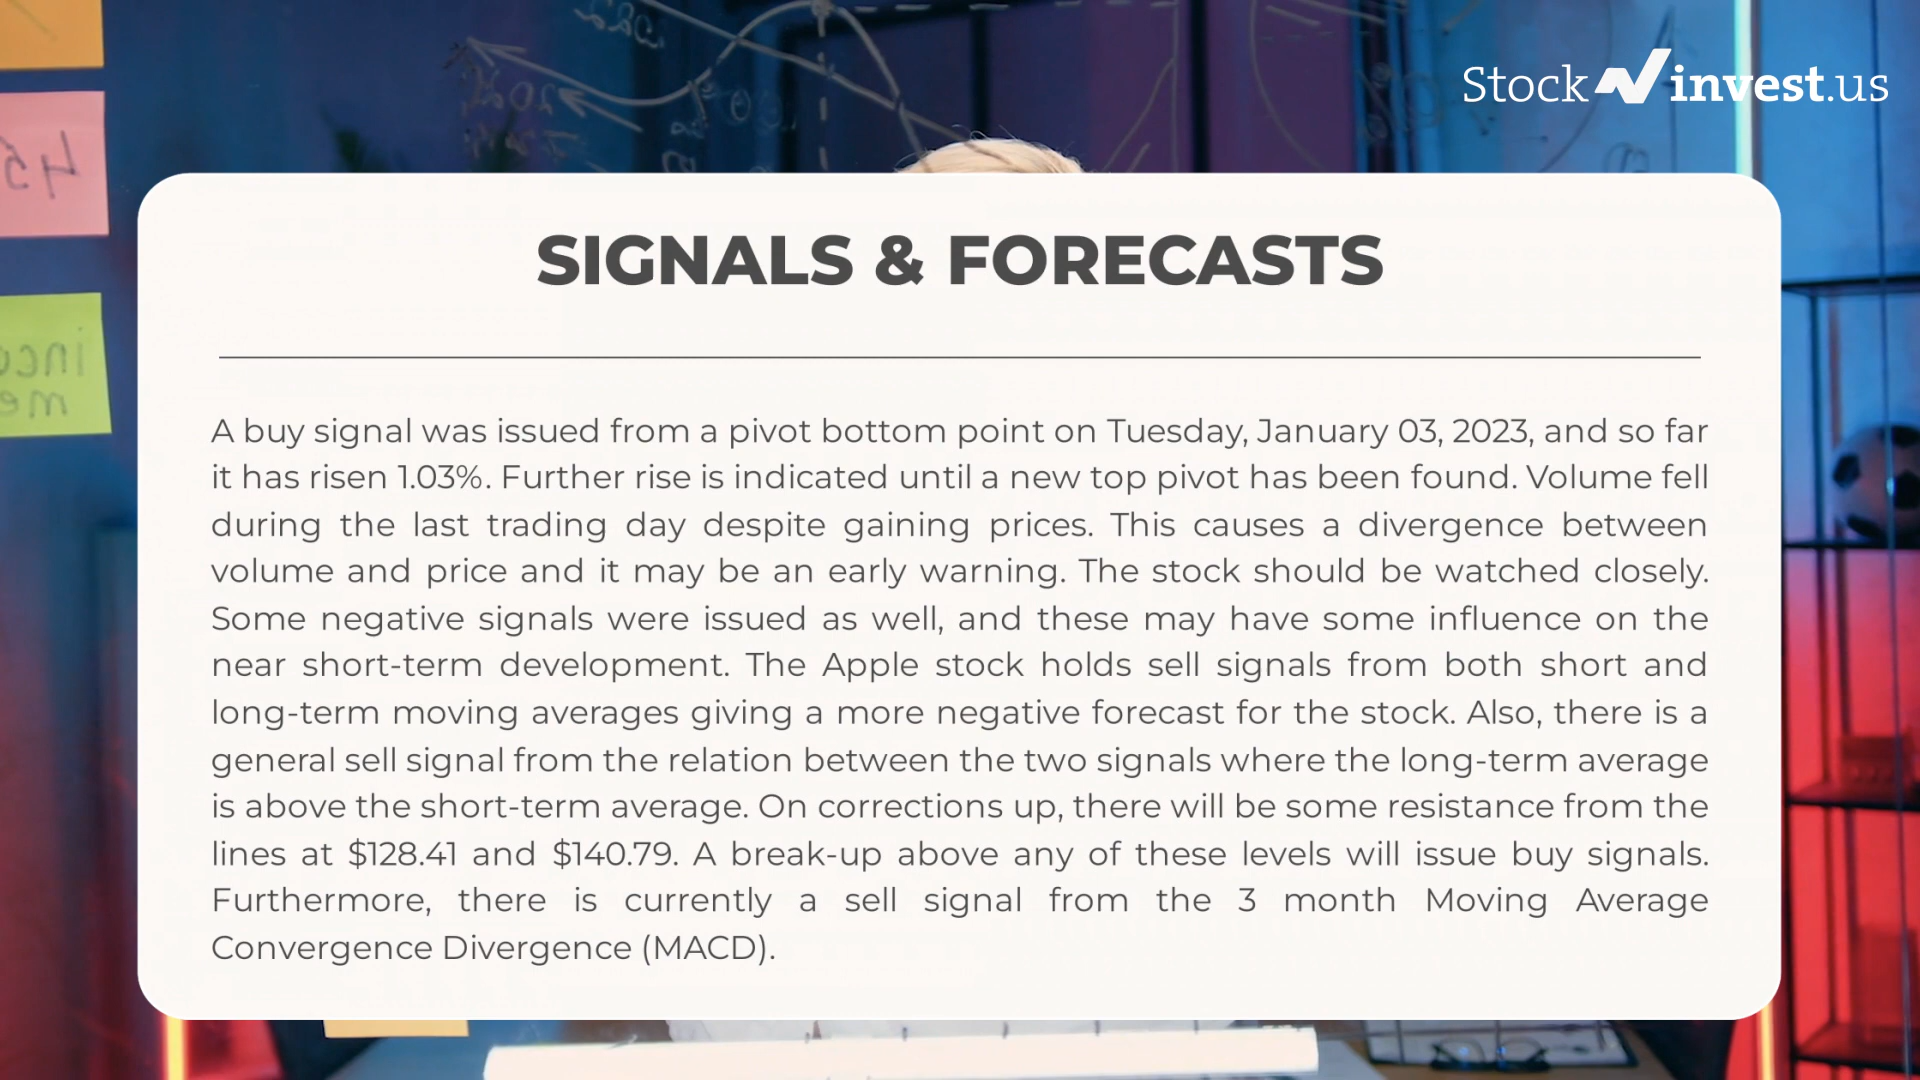 Stock invest.us
45
inco
me
SIGNALS & FORECASTS
A buy signal was issued from a pivot bottom point on Tuesday, January 03, 2023, and so far
it has risen 1.03%. Further rise is indicated until a new top pivot has been found. Volume fell
during the last trading day despite gaining prices. This causes a divergence between
volume and price and it may be an early warning. The stock should be watched closely.
Some negative signals were issued as well, and these may have some influence on the
near short-term development. The Apple stock holds sell signals from both short and
long-term moving averages giving a more negative forecast for the stock. Also, there is a
general sell signal from the relation between the two signals where the long-term average
is above the short-term average. On corrections up, there will be some resistance from the
lines at $128.41 and $140.79. A break-up above any of these levels will issue buy signals.
Furthermore, there is currently a sell signal from the 3 month Moving Average
Convergence Divergence (MACD).